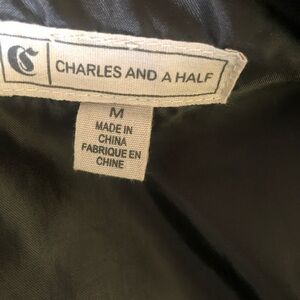 C
CHARLES AND A HALF
M
MADE IN
CHINA
FABRIQUE EN
CHINE